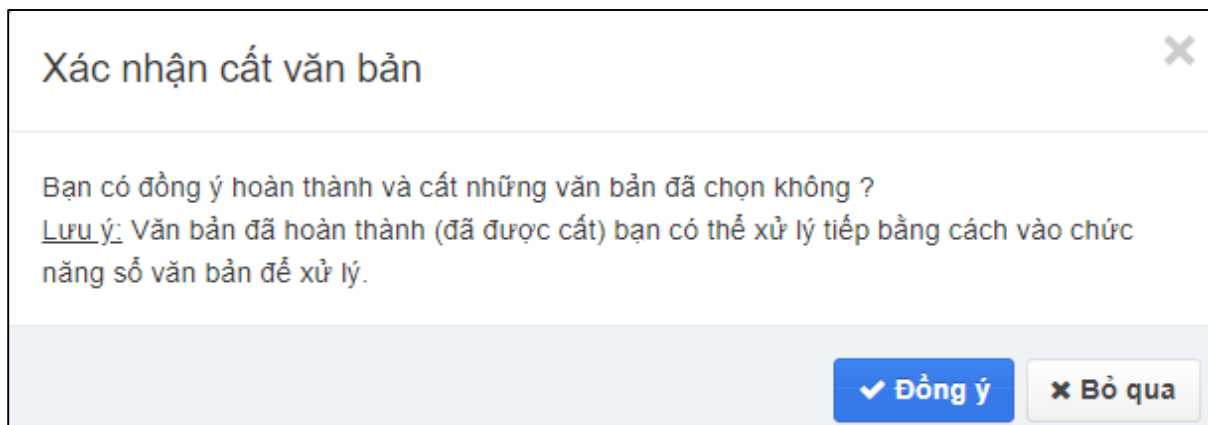 Xác nhận cất văn bản
Bạn có đồng ý hoàn thành và cất những văn bản đã chọn không ?
Lưu ý: Văn bản đã hoàn thành (đã được cất) bạn có thể xử lý tiếp bằng cách vào chức
năng sổ văn bản để xử lý.
Đồng ý
Bỏ qua